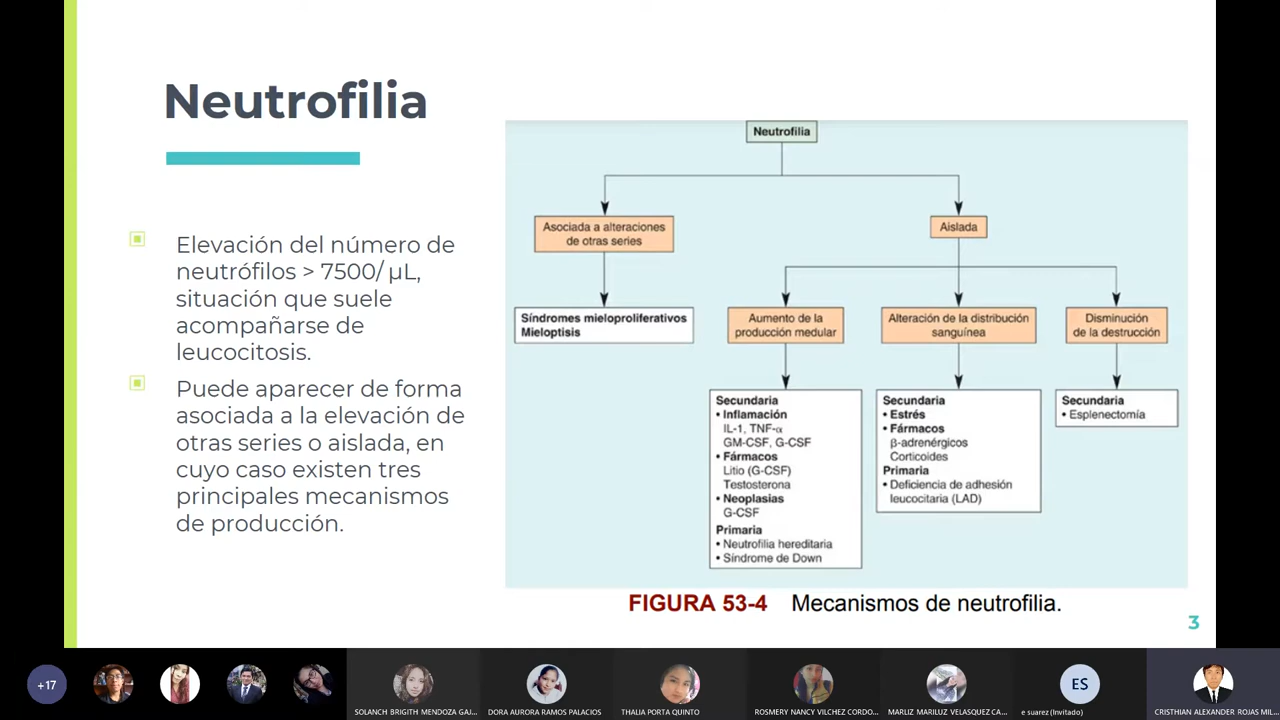 Neutrofilia
Elevación del número de
neutrófilos > 7500/ µL,
situación que suele
acompañarse de
leucocitosis.
Puede aparecer de forma
asociada a la elevación de
otras series o aislada, en
cuyo caso existen tres
principales mecanismos
de producción.
Neutrofilia
Asociada a alteraciones
de otras series
Aislada
Síndromes mieloproliferativos
Mieloptisis
Aumento de la
producción medular
Alteración de la distribución
sanguínea
Disminución
de la destrucción
Secundaria
• Inflamación
IL-1, TNF-α
GM-CSF, G-CSF
• Fármacos
Litio (G-CSF)
Testosterona
• Neoplasias
G-CSF
Primaria
• Neutrofilia hereditaria
• Síndrome de Down
Secundaria
• Estrés
• Fármacos
β-adrenérgicos
Corticoides
Primaria
• Deficiencia de adhesión
leucocitaria (LAD)
Secundaria
• Esplenectomía
FIGURA 53-4 Mecanismos de neutrofilia.
3
+17
SOLANCH BRIGITH MENDOZA GAJ...
DORA AURORA RAMOS PALACIOS
THALIA PORTA QUINTO
ROSMERY NANCY VILCHEZ CORDO...
MARLIZ MARILUZ VELASQUEZ CA...
ES
e suarez (Invitado)
CRISTHIAN ALEXANDER ROJAS MIL...